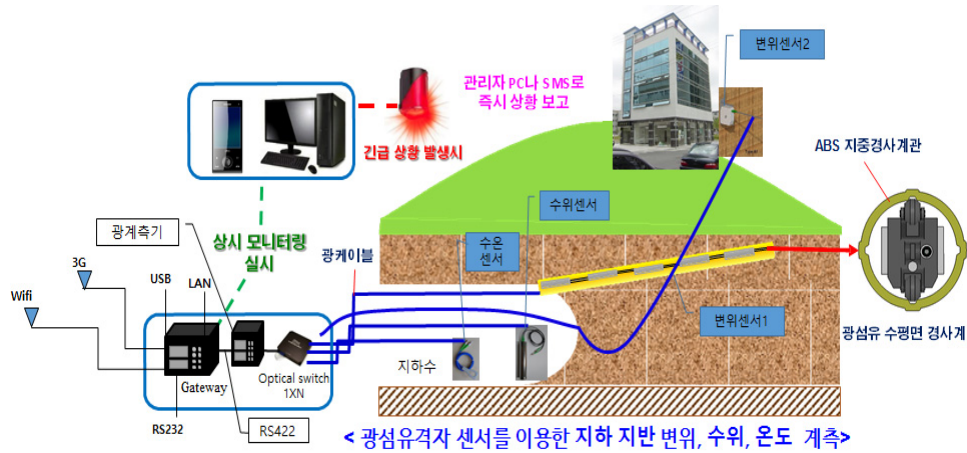 변위센서2
관리자 PC나 SMS로
즉시 상황 보고
긴급 상황 발생시
ABS 지중경사계관
수위센서
수온
센서
광계측기
상시 모니터링
실시
광케이블
3G
USB
LAN
Wifi
변위센서1
광섬유 수평면 경사계
지하수
Optical switch
1XN
Gateway
RS232
RS422
< 광섬유격자 센서를 이용한 지하 지반 변위, 수위, 온도 계측>